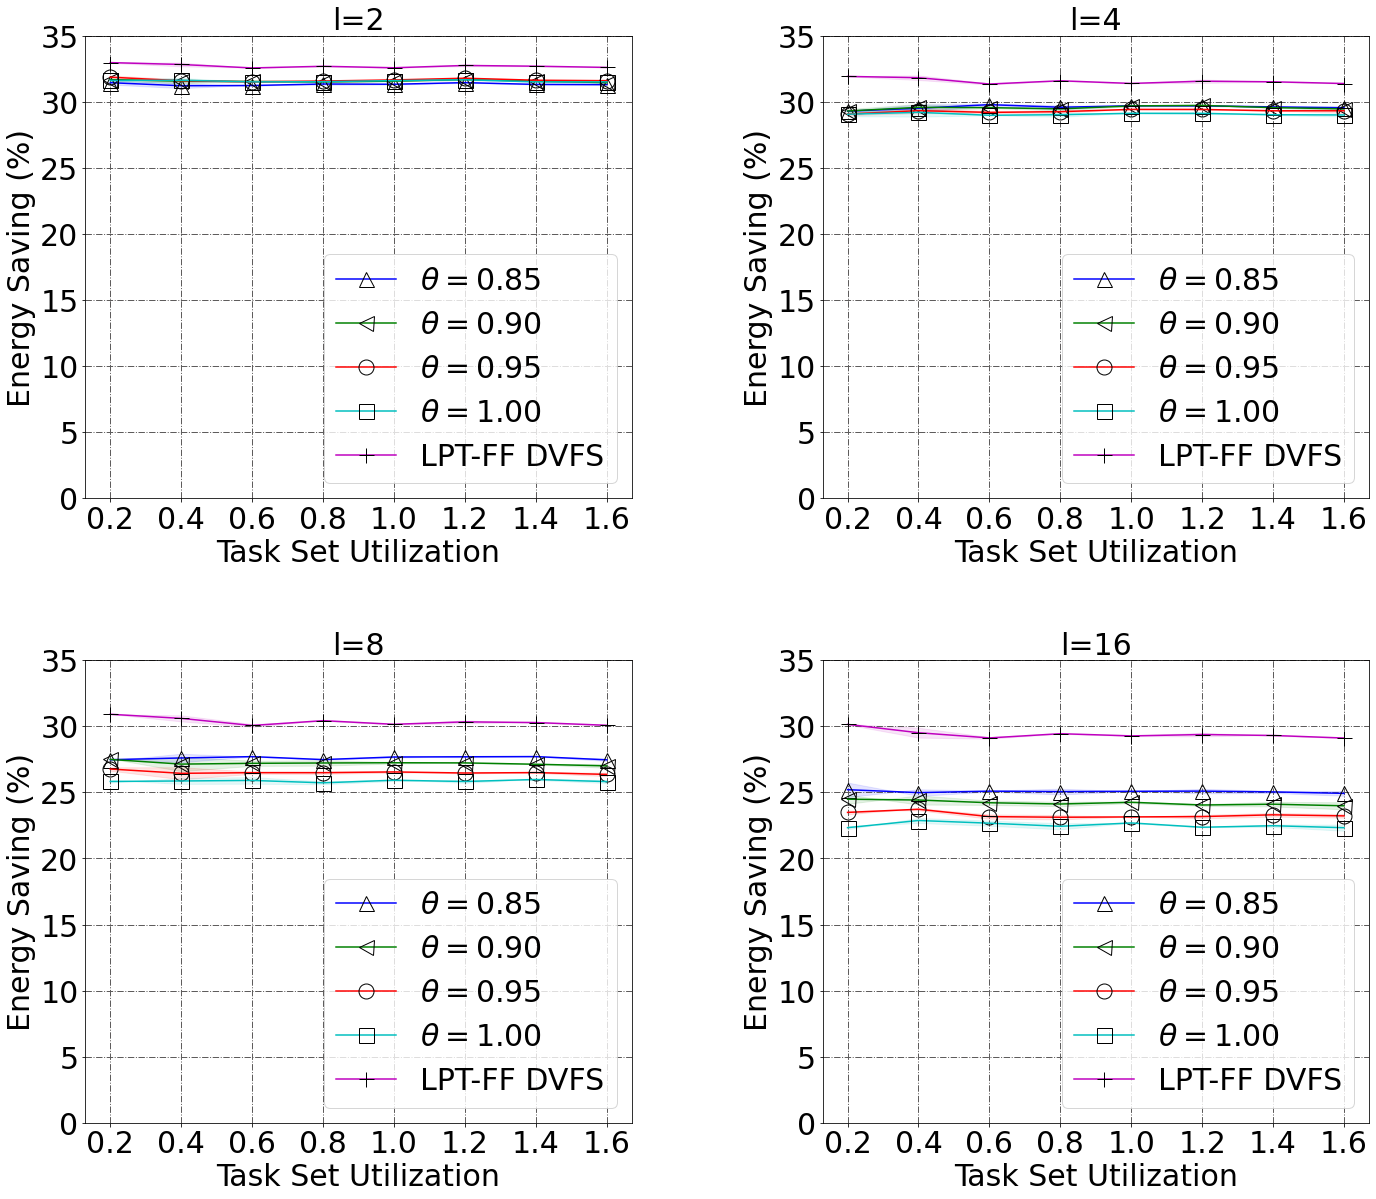 l=2
35
30
25
20
15
10
5
0
Energy Saving (%)
θ = 0.85
θ = 0.90
θ = 0.95
θ = 1.00
LPT-FF DVFS
0.2 0.4 0.6 0.8 1.0 1.2 1.4 1.6
Task Set Utilization
l=4
35
30
25
20
15
10
5
0
Energy Saving (%)
θ = 0.85
θ = 0.90
θ = 0.95
θ = 1.00
LPT-FF DVFS
0.2 0.4 0.6 0.8 1.0 1.2 1.4 1.6
Task Set Utilization
l=8
35
30
25
20
15
10
5
0
Energy Saving (%)
θ = 0.85
θ = 0.90
θ = 0.95
θ = 1.00
LPT-FF DVFS
0.2 0.4 0.6 0.8 1.0 1.2 1.4 1.6
Task Set Utilization
l=16
35
30
25
20
15
10
5
0
Energy Saving (%)
θ = 0.85
θ = 0.90
θ = 0.95
θ = 1.00
LPT-FF DVFS
0.2 0.4 0.6 0.8 1.0 1.2 1.4 1.6
Task Set Utilization